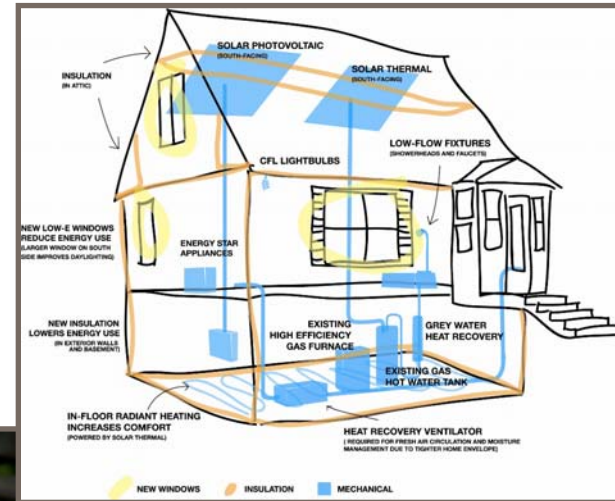 SOLAR PHOTOVOLTAIC
(SOUTH-FACING)
SOLAR THERMAL
(SOUTH-FACING)
INSULATION
(IN ATTIC)
LOW-FLOW FIXTURES
(SHOWERHEADS AND FAUCETS)
CFL LIGHTBULBS
NEW LOW-E WINDOWS
REDUCE ENERGY USE
(LARGER WINDOW ON SOUTH
SIDE IMPROVES DAYLIGHTING)
ENERGY STAR
APPLIANCES
NEW INSULATION
LOWERS ENERGY USE
(IN EXTERIOR WALLS
AND BASEMENT)
EXISTING
HIGH EFFICIENCY
GAS FURNACE
GREY WATER
HEAT RECOVERY
EXISTING GAS
HOT WATER TANK
IN-FLOOR RADIANT HEATING
INCREASES COMFORT
(POWERED BY SOLAR THERMAL)
HEAT RECOVERY VENTILATOR
( REQUIRED FOR FRESH AIR CIRCULATION AND MOISTURE
MANAGEMENT DUE TO TIGHTER HOME ENVELOPE)
NEW WINDOWS
INSULATION
MECHANICAL